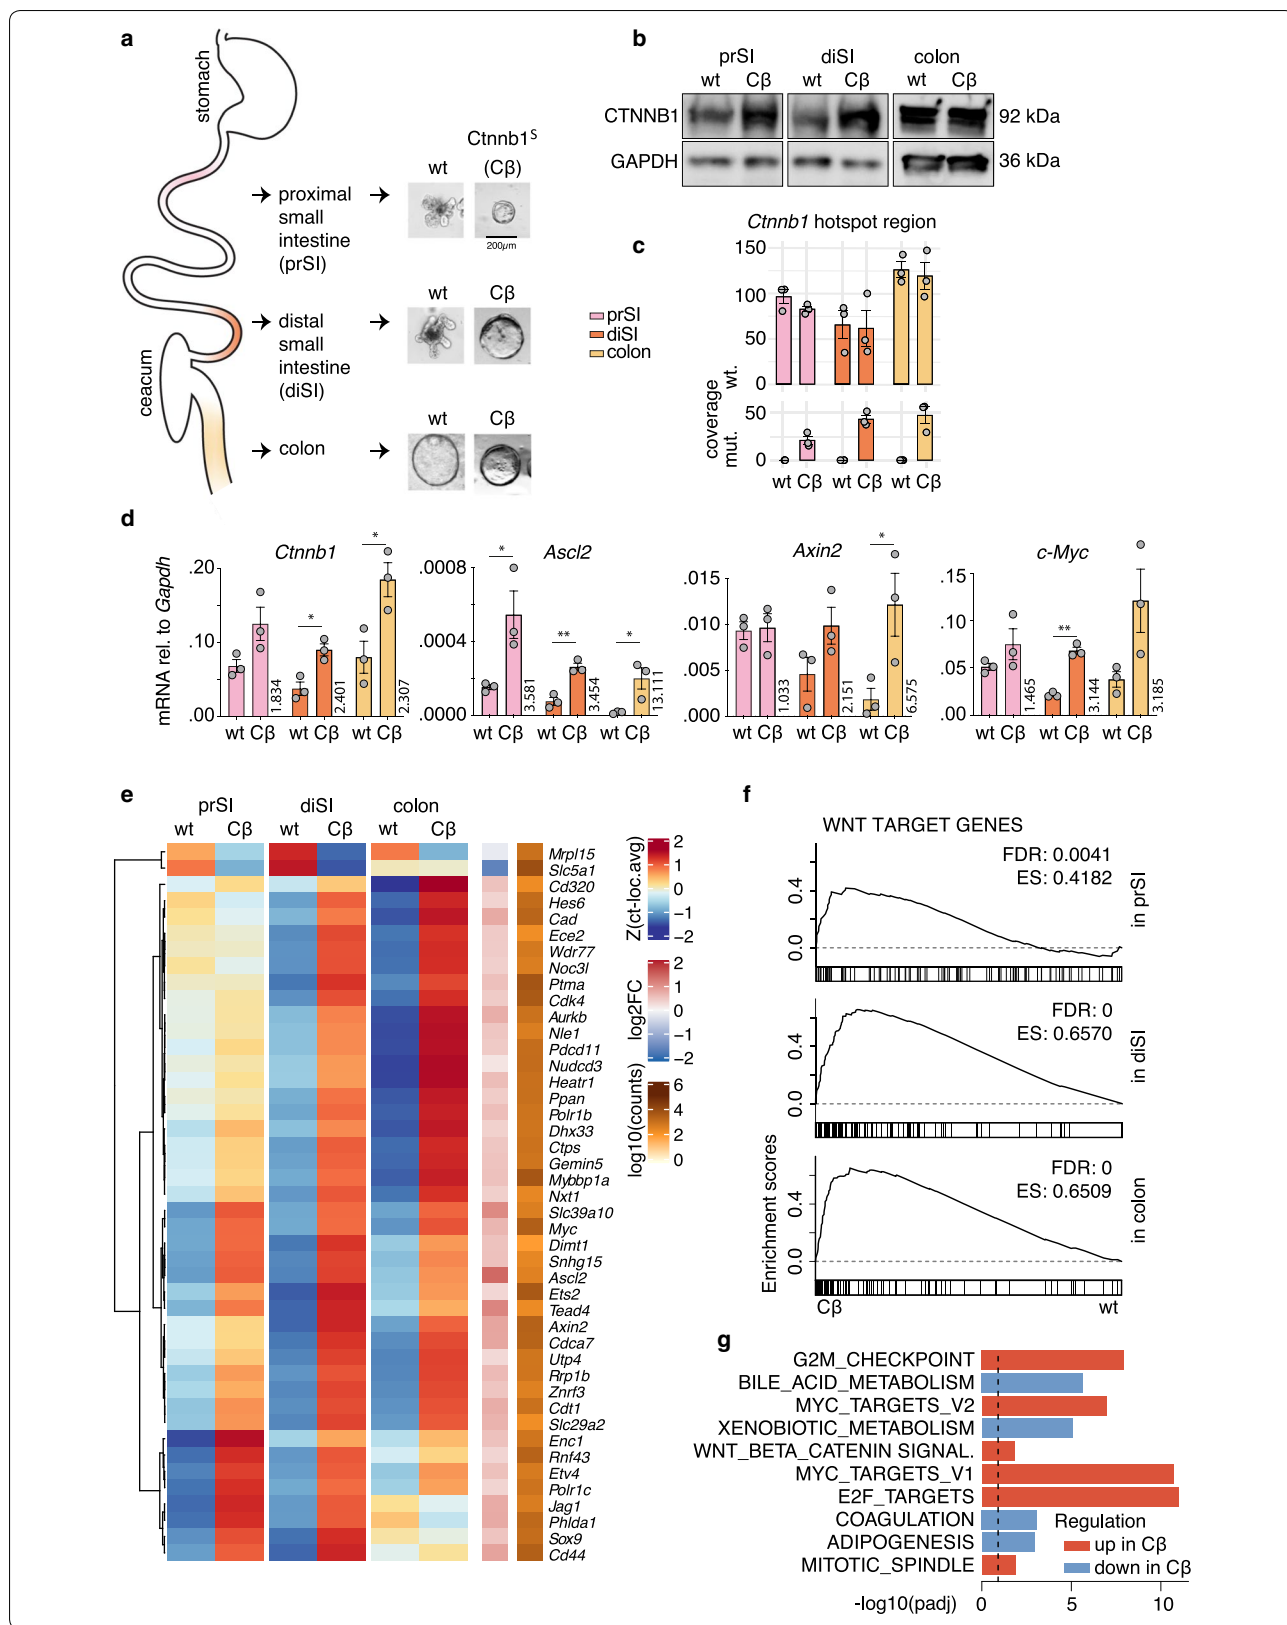 a
stomach
ceacum
proximal
small
intestine
(prSI)
distal
small
intestine
(diSI)
colon
Ctnnb1S
wt
(Cβ)
200μm
wt
Cβ
wt
Cβ
b
prSI
diSI
colon
wt
Cβ
wt
Cβ
wt
Cβ
CTNNB1
92 kDa
GAPDH
36 kDa
c
Ctnnb1 hotspot region
prSI
diSI
colon
150
100
50
0
50
0
coverage
wt.
mut.
wt Cβ
wt Cβ
wt Cβ
d
mRNA rel. to Gapdh
Ctnnb1
.20
.10
.00
*
*
1.834
2.401
2.307
wt Cβ
wt Cβ
wt Cβ
Ascl2
.0008
.0004
.0000
*
**
*
3.581
3.454
13.111
wt Cβ
wt Cβ
wt Cβ
Axin2
.015
.010
.005
.000
*
1.033
2.151
6.575
wt Cβ
wt Cβ
wt Cβ
c-Myc
.15
.10
.05
.00
**
1.465
3.144
3.185
wt Cβ
wt Cβ
wt Cβ
e
prSI
diSI
colon
wt
Cβ
wt
Cβ
wt
Cβ
Mrpl15
Slc5a1
Cd320
Hes6
Cad
Ece2
Wdr77
Noc3l
Ptma
Cdk4
Aurkb
Nle1
Pdcd11
Nudcd3
Heatr1
Ppan
Polr1b
Dhx33
Ctps
Gemin5
Mybbp1a
Nxt1
Slc39a10
Myc
Dimt1
Snhg15
Ascl2
Ets2
Tead4
Axin2
Cdca7
Utp4
Rrp1b
Znrf3
Cdt1
Slc29a2
Enc1
Rnf43
Etv4
Polr1c
Jag1
Phlda1
Sox9
Cd44
Z(ct-loc.avg)
2
1
0
−1
−2
log2FC
2
1
0
−1
−2
log10(counts)
6
4
2
0
f
WNT TARGET GENES
FDR: 0.0041
ES: 0.4182
0.4
0.0
in prSI
FDR: 0
ES: 0.6570
0.4
0.0
in diSI
FDR: 0
ES: 0.6509
0.4
0.0
in colon
Enrichment scores
Cβ
wt
g
G2M_CHECKPOINT
BILE_ACID_METABOLISM
MYC_TARGETS_V2
XENOBIOTIC_METABOLISM
WNT_BETA_CATENIN SIGNAL.
MYC_TARGETS_V1
E2F_TARGETS
COAGULATION
ADIPOGENESIS
MITOTIC_SPINDLE
Regulation
up in Cβ
down in Cβ
-log10(padj)
0
5
10